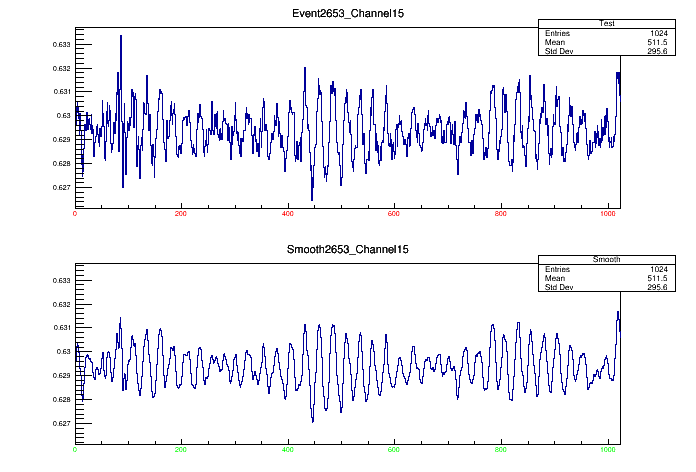 Event2653_Channel15
Test
Entries 1024
Mean 511.5
Std Dev 295.6
0.633
0.632
0.631
0.63
0.629
0.628
0.627
0 200 400 600 800 1000
Smooth2653_Channel15
Smooth
Entries 1024
Mean 511.5
Std Dev 295.6
0.633
0.632
0.631
0.63
0.629
0.628
0.627
0 200 400 600 800 1000